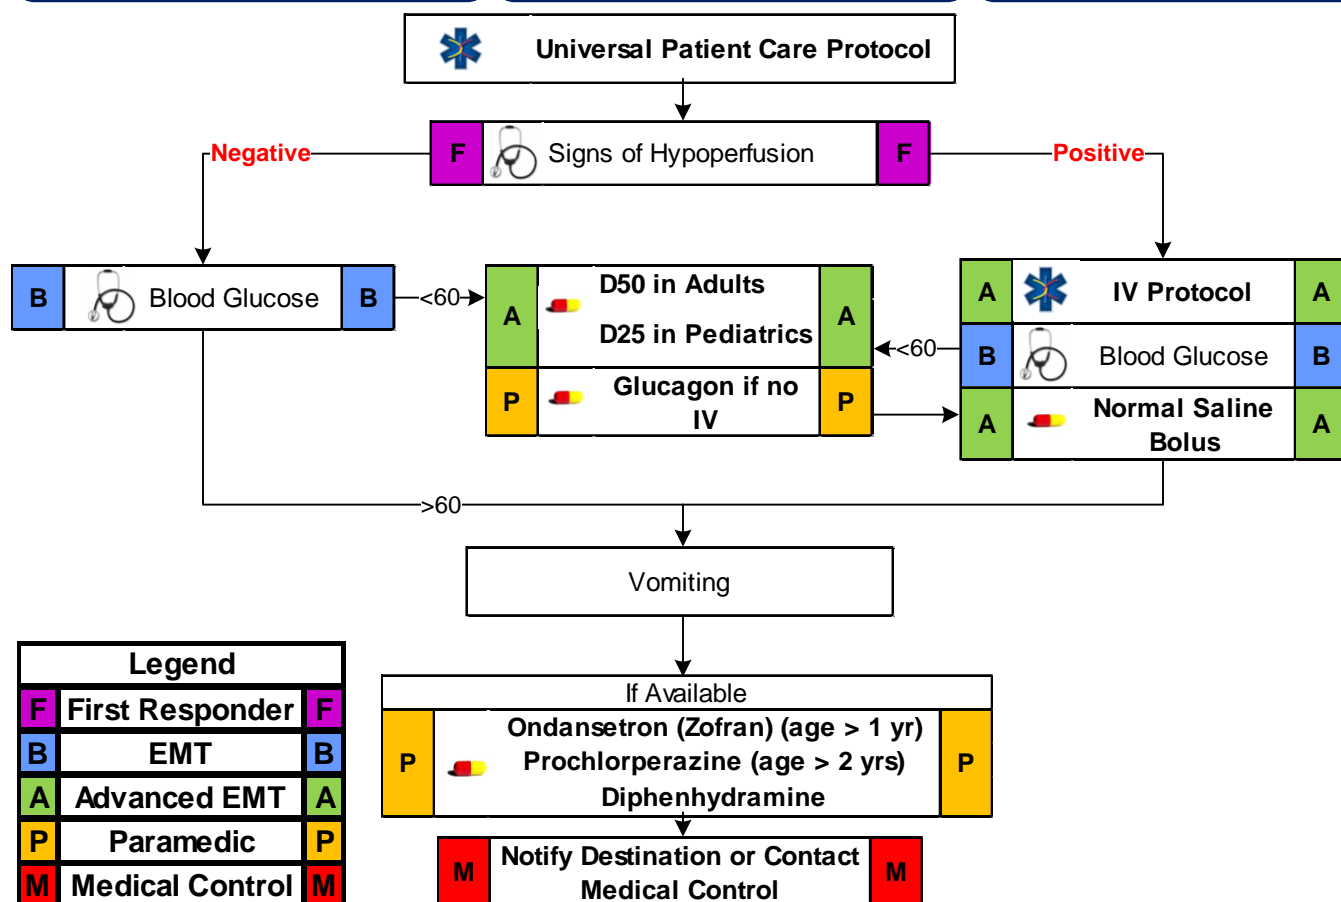 Universal Patient Care Protocol
F Signs of Hypoperfusion F
Negative
Positive
B Blood Glucose B
<60
A D50 in Adults A
D25 in Pediatrics
P Glucagon if no P
IV
<60
A IV Protocol A
B Blood Glucose B
A Normal Saline A
Bolus
>60
Vomiting
If Available
P Ondansetron (Zofran) (age > 1 yr) P
Prochlorperazine (age > 2 yrs)
Diphenhydramine
M Notify Destination or Contact M
Medical Control
Legend
F First Responder F
B EMT B
A Advanced EMT A
P Paramedic P
M Medical Control M